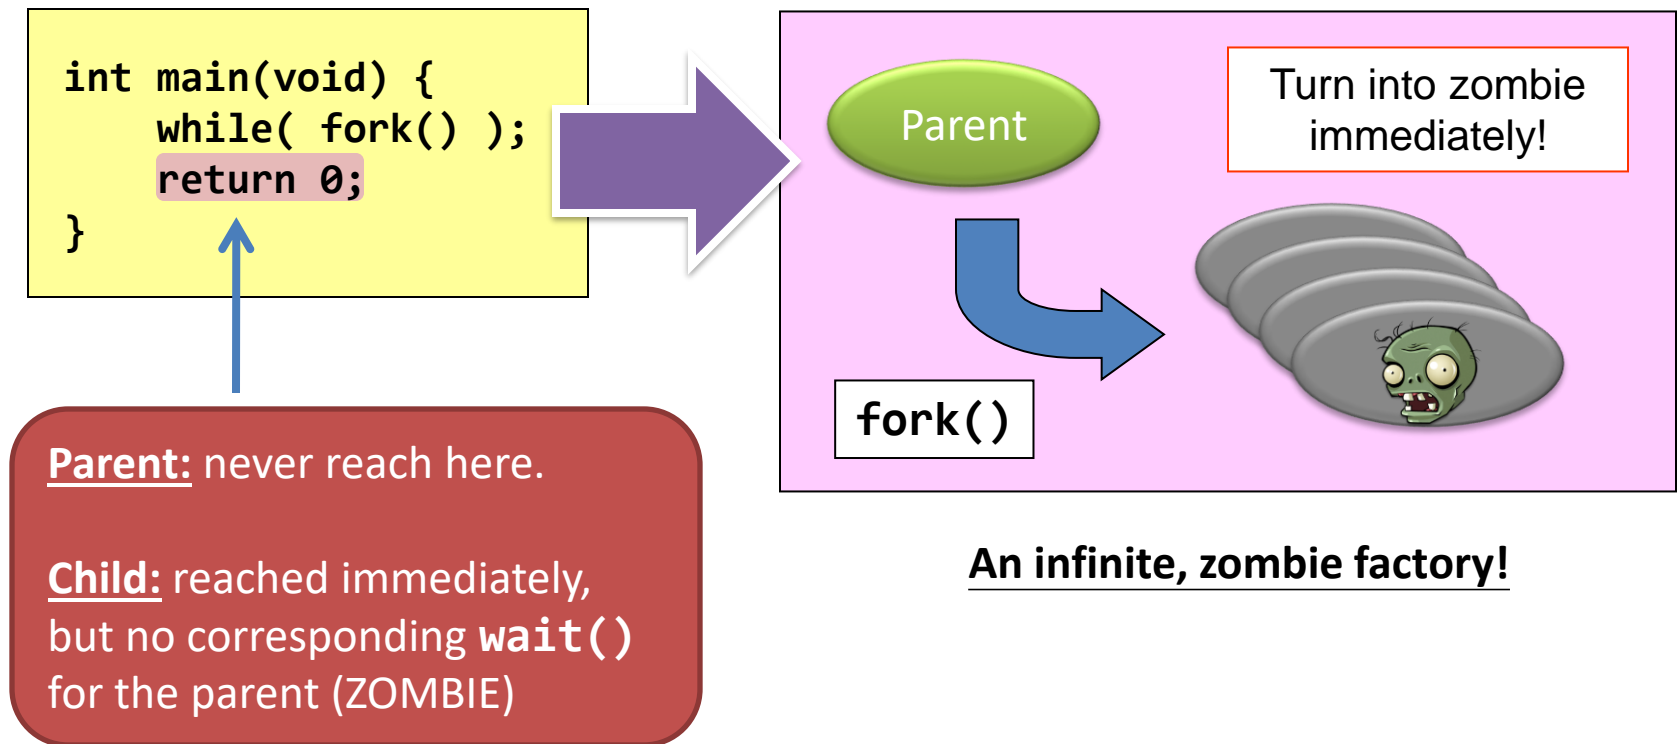 int main(void) {
while( fork() );
return 0;
}
Parent: never reach here.
Child: reached immediately,
but no corresponding wait()
for the parent (ZOMBIE)
Parent
Turn into zombie
immediately!
fork()
An infinite, zombie factory!